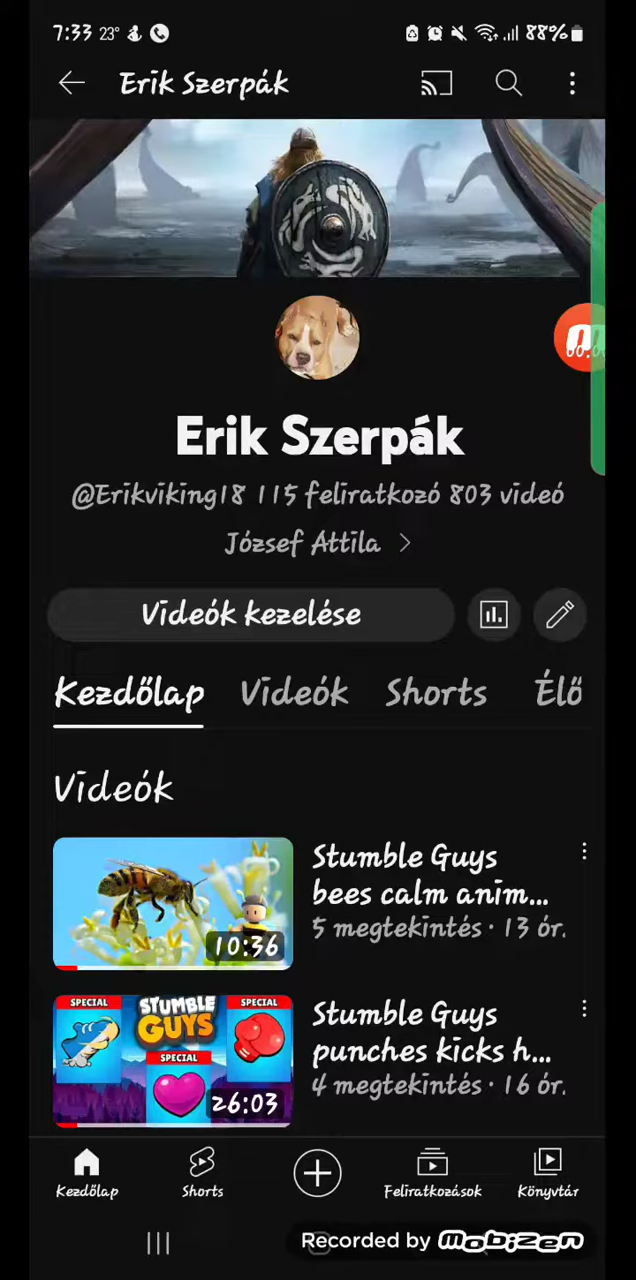 7:33 23° 88%
Erik Szerpák
Erik Szerpák
@Erikviking18 115 feliratkozó 803 videó
József Attila
Videók kezelése
Kezdőlap Videók Shorts Élő
Videók
Stumble Guys
bees calm anim...
5 megtekintés · 13 ór.
10:36
SPECIAL STUMBLE GUYS SPECIAL
SPECIAL
26:03
Stumble Guys
punches kicks h...
4 megtekintés · 16 ór.
Kezdőlap Shorts Feliratkozások Könyvtár
Recorded by mobizen